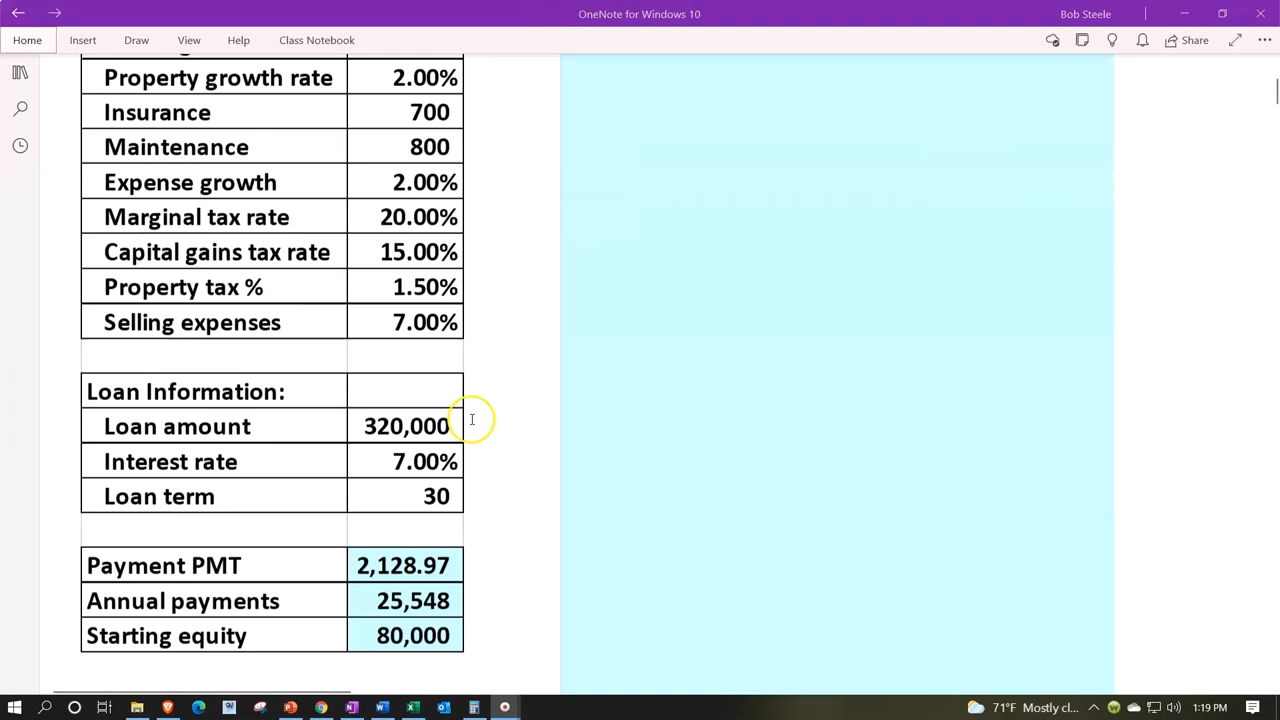 OneNote for Windows 10
Bob Steele
Home Insert Draw View Help Class Notebook
Share
Property growth rate 2.00%
Insurance 700
Maintenance 800
Expense growth 2.00%
Marginal tax rate 20.00%
Capital gains tax rate 15.00%
Property tax % 1.50%
Selling expenses 7.00%
Loan Information:
Loan amount 320,000
Interest rate 7.00%
Loan term 30
Payment PMT 2,128.97
Annual payments 25,548
Starting equity 80,000
71°F Mostly cl... 1:19 PM